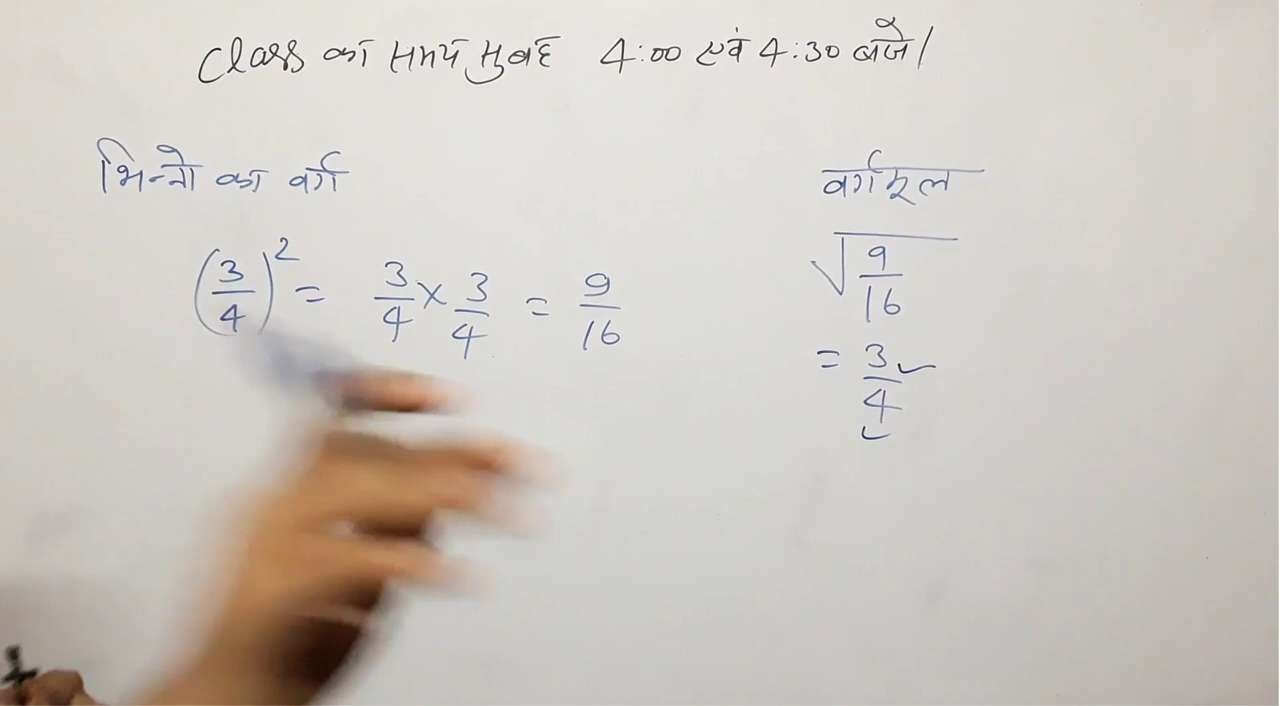 Class का समय सुबह 4:00 एवं 4:30 बजे।
भिन्नो का वर्ग
(3/4)² = 3/4 × 3/4 = 9/16
वर्गमूल
√9/16
= 3/4